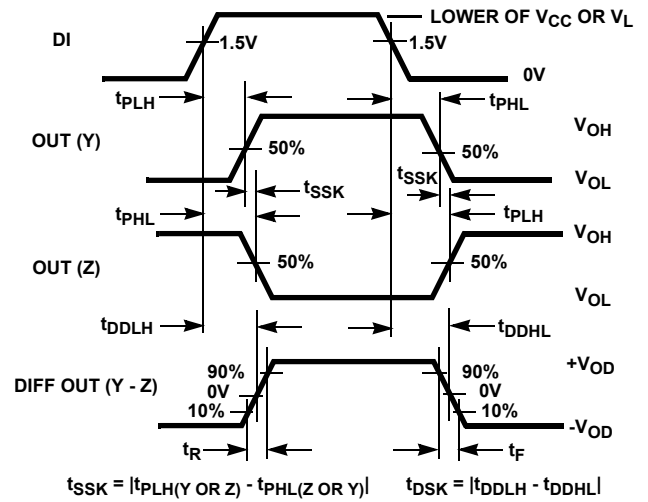 LOWER OF VCC OR VL
DI
1.5V
1.5V
0V
tPLH
tPHL
OUT (Y)
VOH
50%
50%
tSSK
tSSK
VOL
tPHL
tPLH
VOH
OUT (Z)
50%
50%
VOL
tDDLH
tDDHL
90%
90%
+VOD
DIFF OUT (Y - Z)
0V
0V
10%
10%
-VOD
tR
tF
tSSK = |tPLH(Y OR Z) - tPHL(Z OR Y)|
tDSK = |tDDLH - tDDHL|